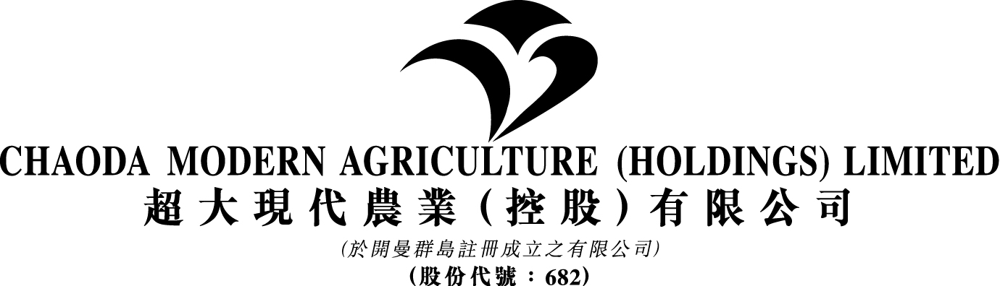 CHAODA MODERN AGRICULTURE (HOLDINGS) LIMITED
超大現代農業(控股)有限公司
(於開曼群島註冊成立之有限公司)
(股份代號：682)